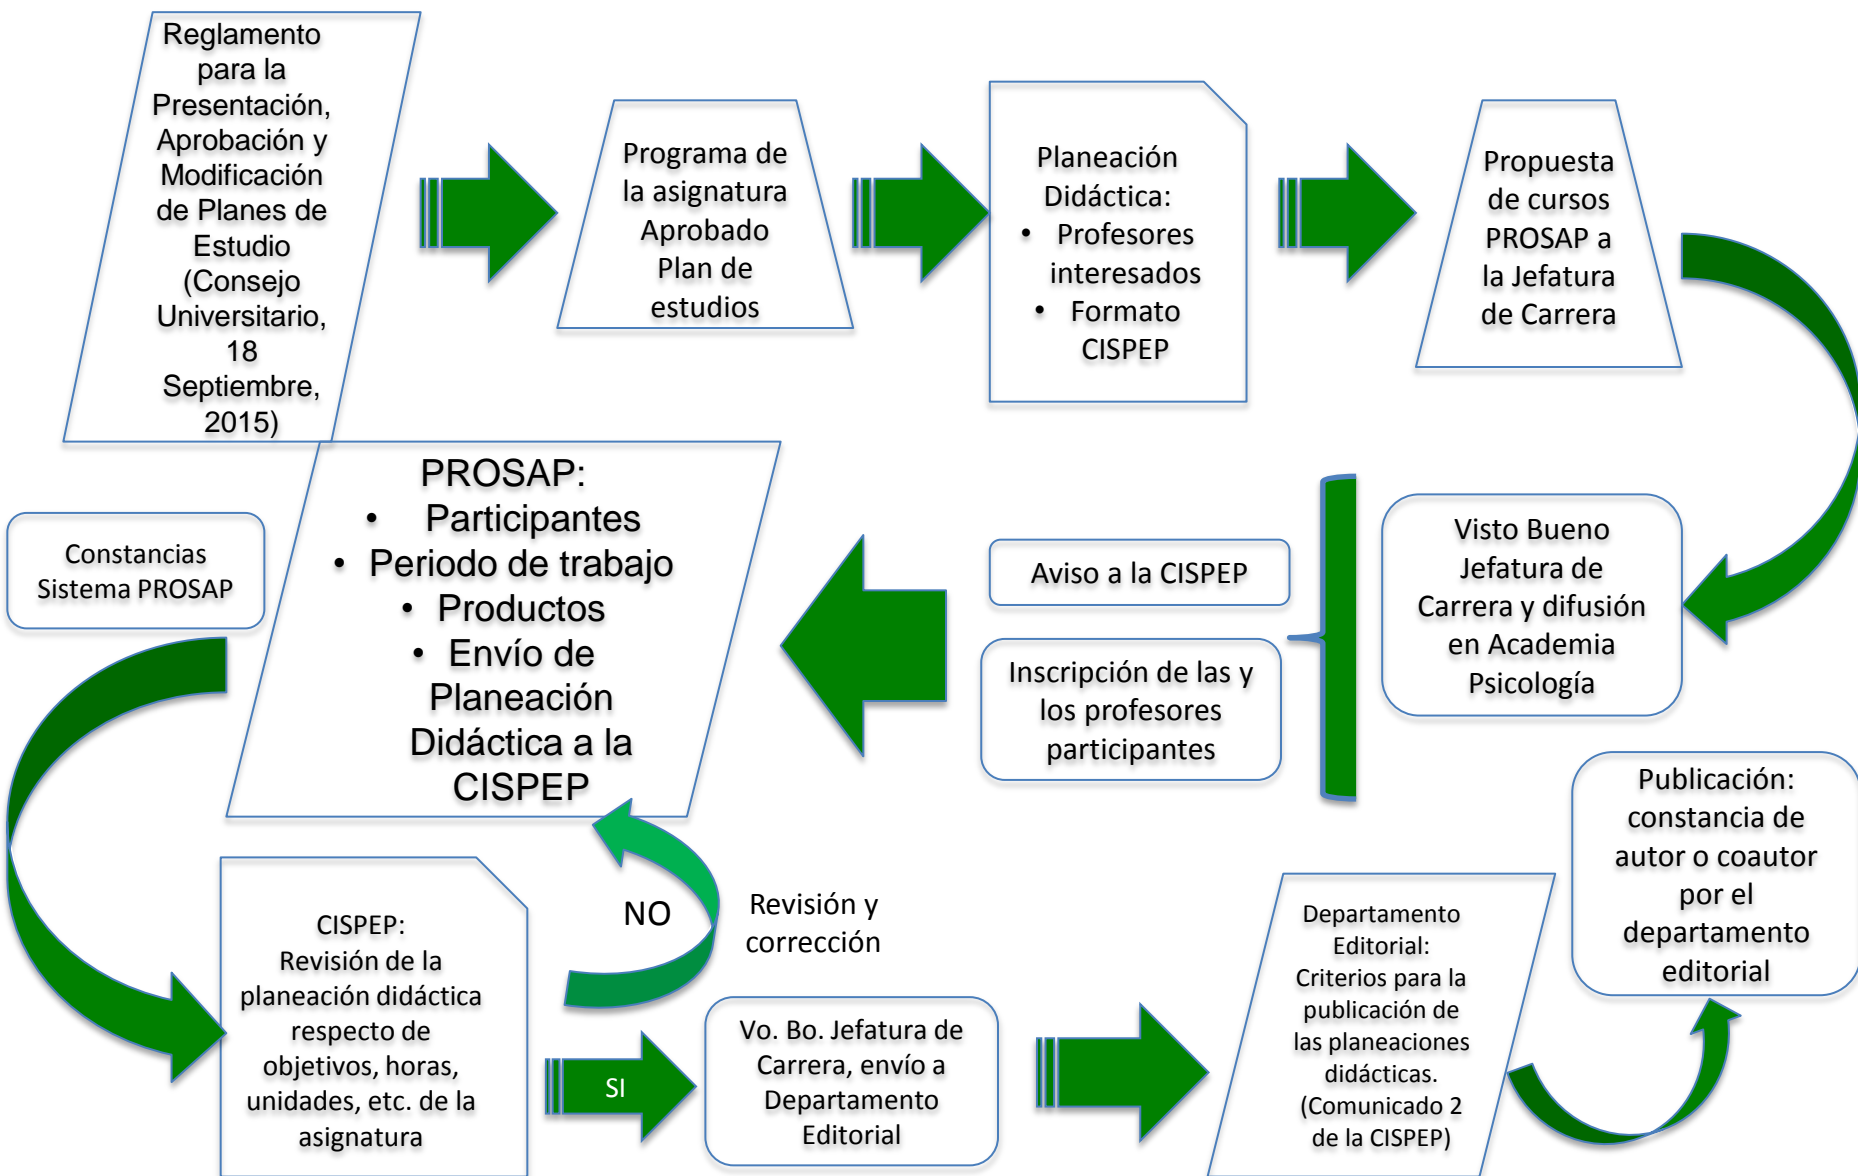 Reglamento
para la
Presentación,
Aprobación y
Modificación
de Planes de
Estudio
(Consejo
Universitario,
18
Septiembre,
2015)
Programa de
la asignatura
Aprobado
Plan de
estudios
Planeación
Didáctica:
• Profesores
interesados
• Formato
CISPEP
Propuesta
de cursos
PROSAP a
la Jefatura
de Carrera
Visto Bueno
Jefatura de
Carrera y difusión
en Academia
Psicología
Aviso a la CISPEP
Inscripción de las y
los profesores
participantes
PROSAP:
• Participantes
• Periodo de trabajo
• Productos
• Envío de
Planeación
Didáctica a la
CISPEP
Constancias
Sistema PROSAP
CISPEP:
Revisión de la
planeación didáctica
respecto de
objetivos, horas,
unidades, etc. de la
asignatura
NO
Revisión y
corrección
SI
Vo. Bo. Jefatura de
Carrera, envío a
Departamento
Editorial
Departamento
Editorial:
Criterios para la
publicación de
las planeaciones
didácticas.
(Comunicado 2
de la CISPEP)
Publicación:
constancia de
autor o coautor
por el
departamento
editorial